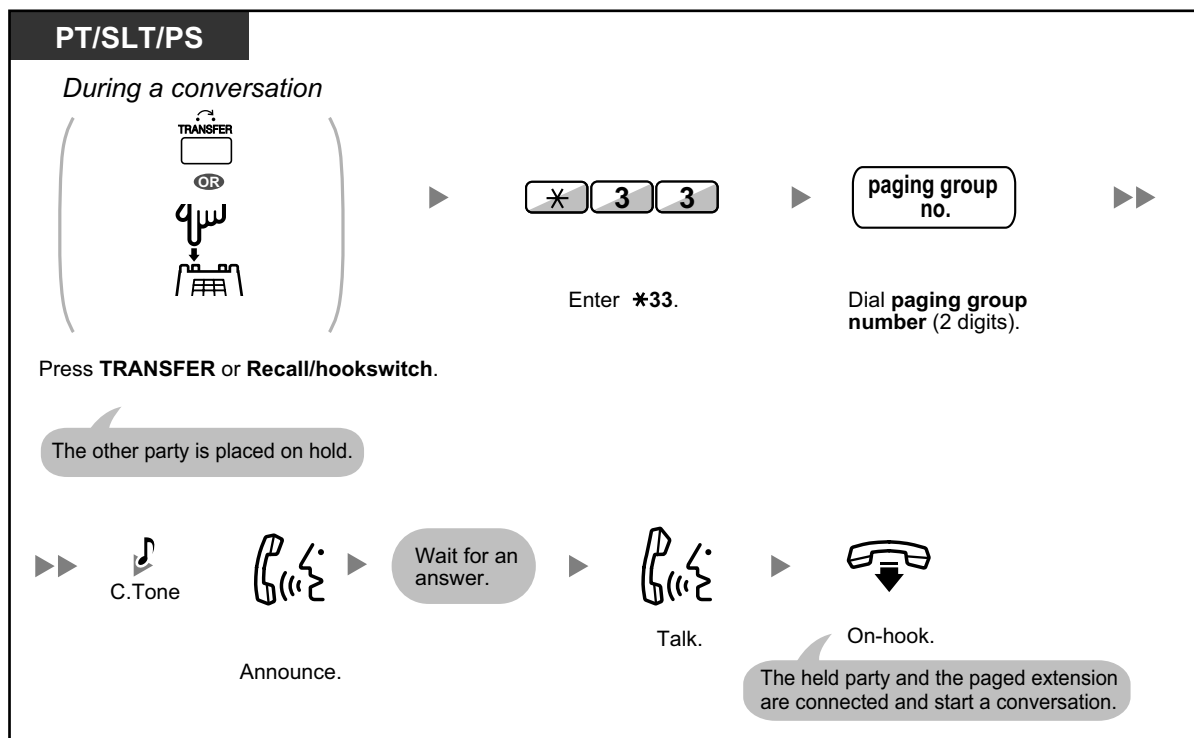 PT/SLT/PS
During a conversation
TRANSFER
OR
* 3 3
paging group
no.
Press TRANSFER or Recall/hookswitch.
Enter *33.
Dial paging group
number (2 digits).
The other party is placed on hold.
C.Tone
Announce.
Wait for an
answer.
Talk.
On-hook.
The held party and the paged extension
are connected and start a conversation.